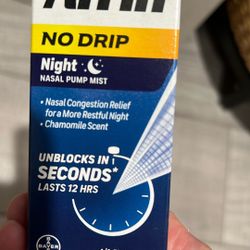 NO DRIP
Night
NASAL PUMP MIST
• Nasal Congestion Relief
for a More Restful Night
• Chamomile Scent
UNBLOCKS IN
SECONDS*
LASTS 12 HRS
BAYER